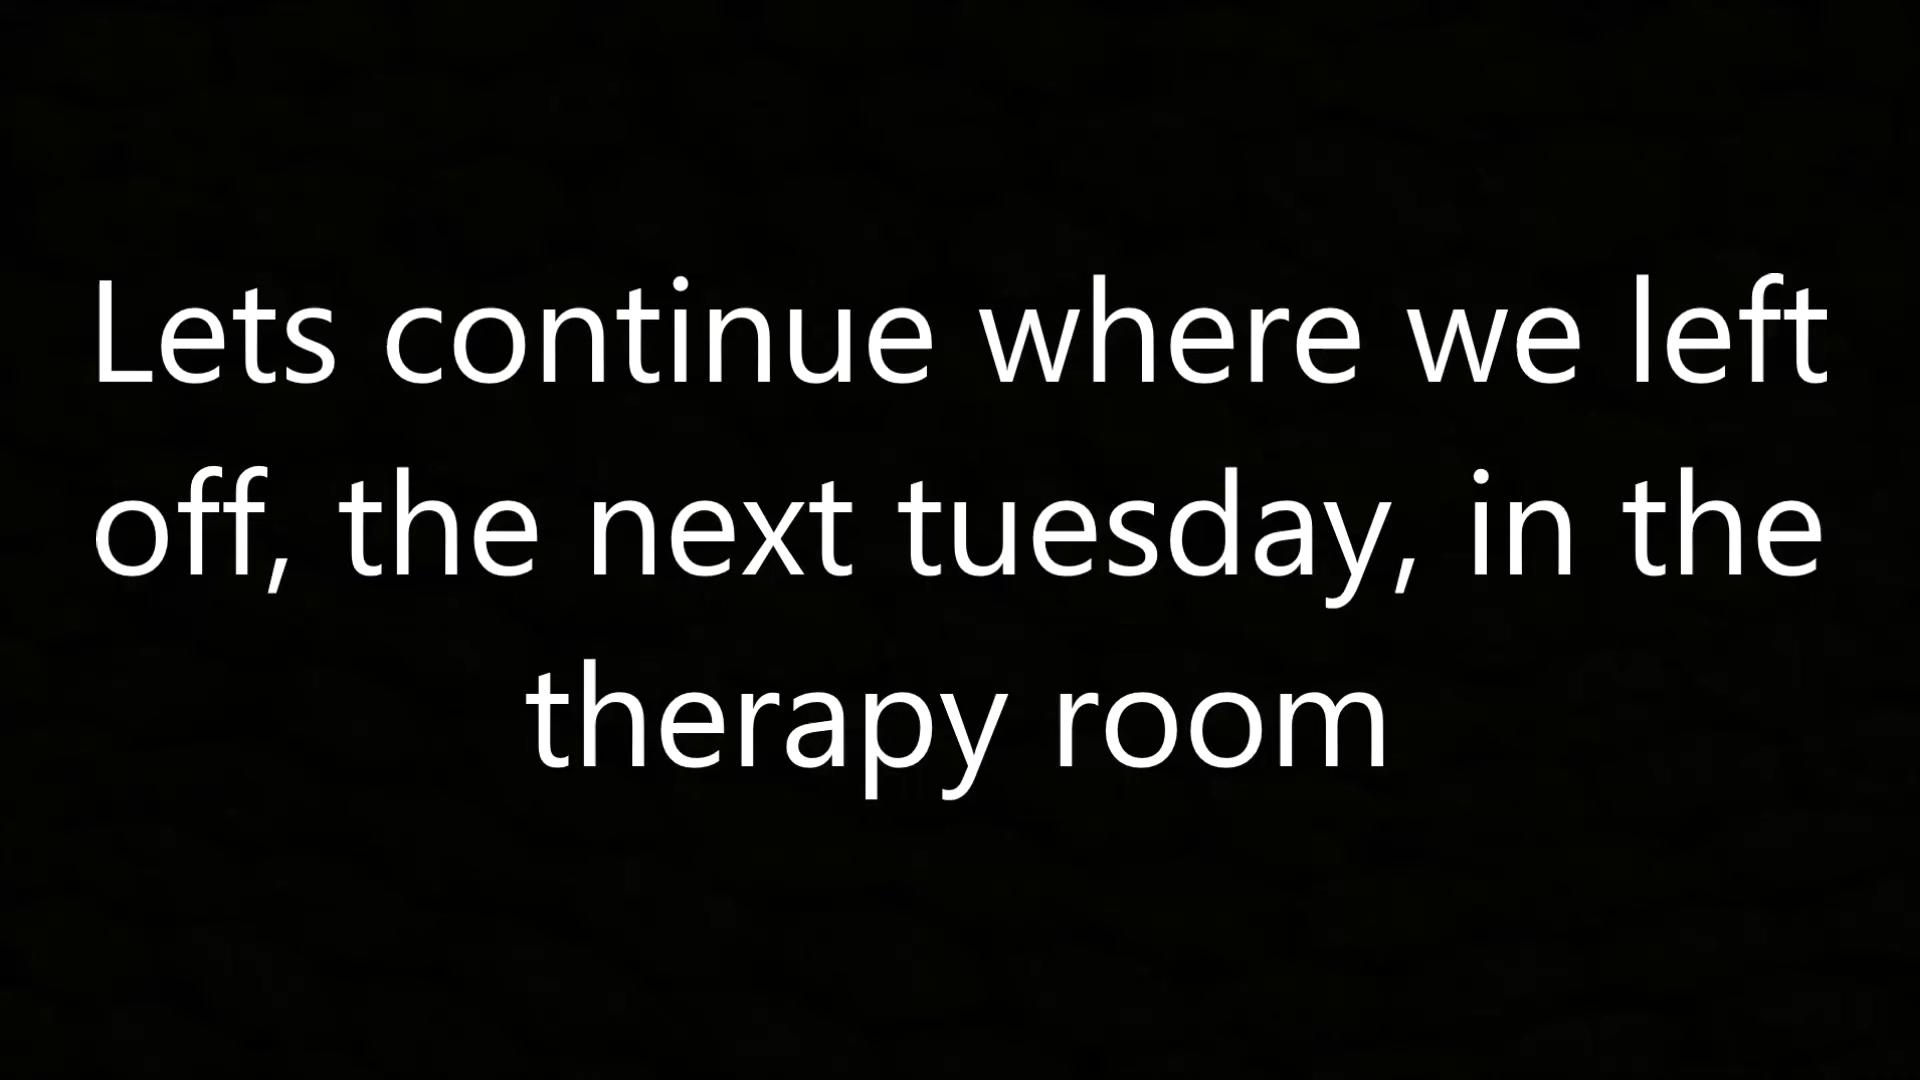 Lets continue where we left
off, the next tuesday, in the
therapy room